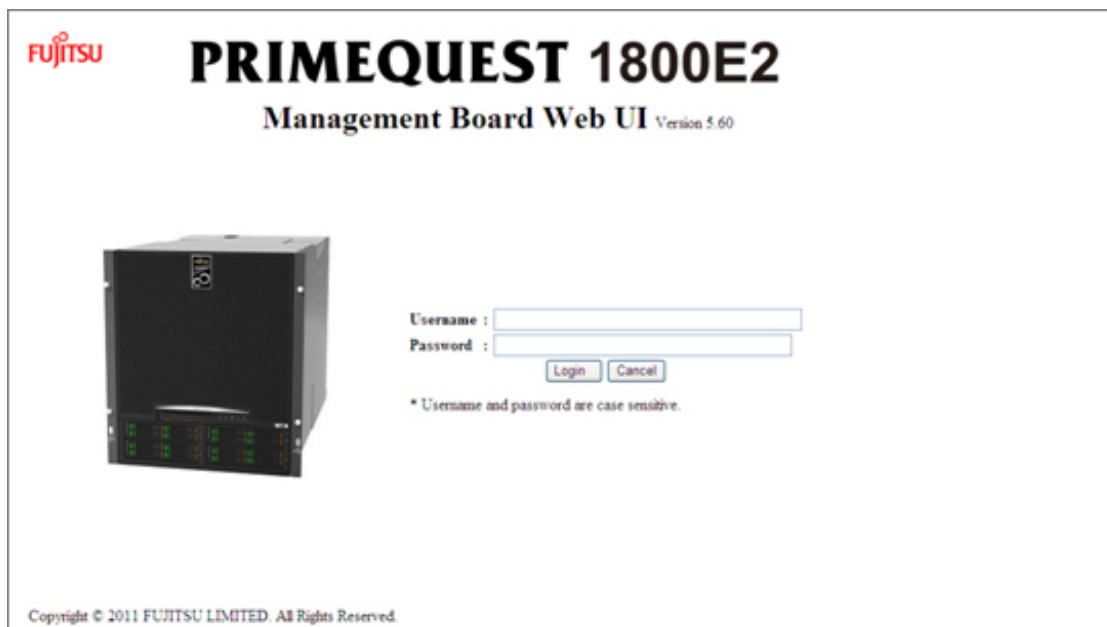 FUJITSU
PRIMEQUEST 1800E2
Management Board Web UI Version 5.60
Username :
Password :
Login Cancel
* Username and password are case sensitive.
Copyright © 2011 FUJITSU LIMITED. All Rights Reserved.